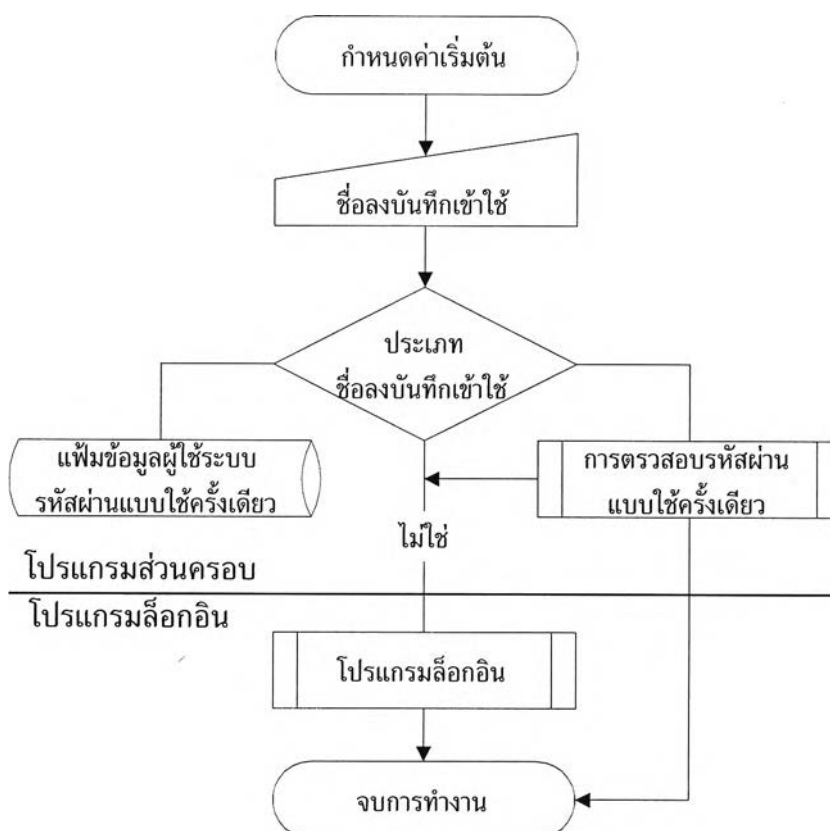 กำหนดค่าเริ่มต้น
ชื่อลงบันทึกเข้าใช้
ประเภท
ชื่อลงบันทึกเข้าใช้
แฟ้มข้อมูลผู้ใช้ระบบ
รหัสผ่านแบบใช้ครั้งเดียว
การตรวสอบรหัสผ่าน
แบบใช้ครั้งเดียว
ไม่ใช่
โปรแกรมส่วนครอบ
โปรแกรมล็อกอิน
โปรแกรมล็อกอิน
จบการทำงาน